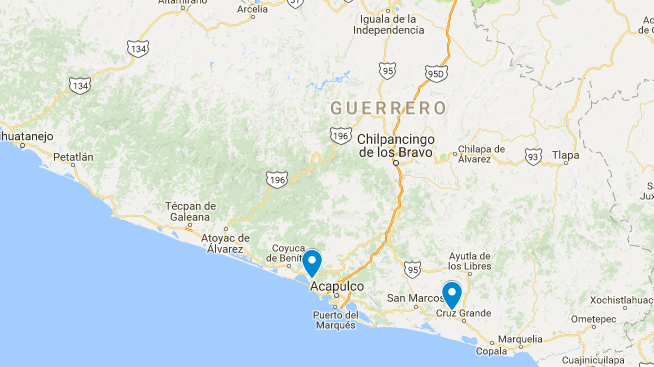 Altamirano
Arcelia
51
Iguala de la
Independencia
134
134
95
95D
GUERRERO
196
Chilpancingo
de los Bravo
Chilapa de
Álvarez
93
Tlapa
huatanejo
Petatlán
196
Técpan de
Galeana
Atoyac de
Álvarez
Coyuca
de Benít
95
Ayutla de
los Libres
Acapulco
San Marcos
Cruz Grande
Puerto del
Marqués
Xochistlahuac
Ometepec
Marquelia
Copala
Cuajinicuilapa